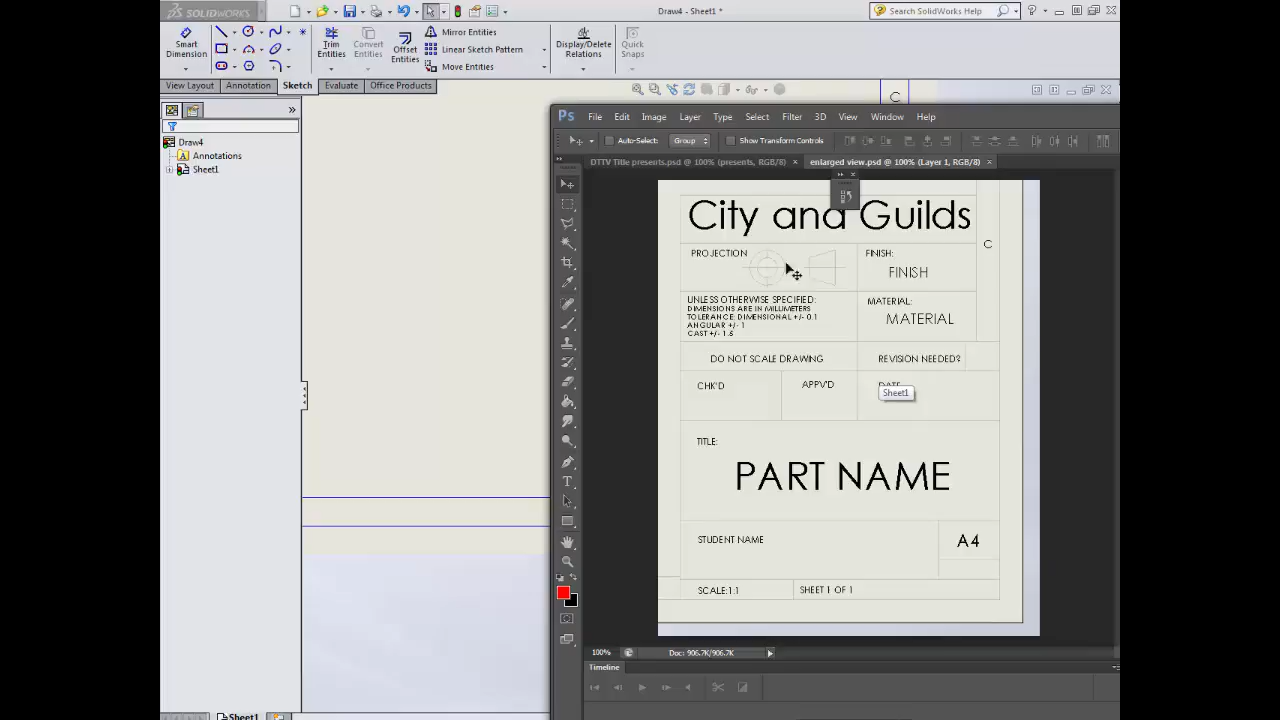 SOLIDWORKS
Draw4 - Sheet1 *
Search SolidWorks Help
Smart Dimension
Trim Entities
Convert Entities
Offset Entities
Mirror Entities
Linear Sketch Pattern
Move Entities
Display/Delete Relations
Quick Snaps
View Layout
Annotation
Sketch
Evaluate
Office Products
C
Draw4
Annotations
Sheet1
Ps
File Edit Image Layer Type Select Filter 3D View Window Help
Auto-Select: Group Show Transform Controls
DTTV Title presents.psd @ 100% (presents, RGB/8) ×
enlarged view.psd @ 100% (Layer 1, RGB/8) ×
City and Guilds
PROJECTION
FINISH:
C
FINISH
UNLESS OTHERWISE SPECIFIED:
DIMENSIONS ARE IN MILLIMETERS
TOLERANCE: DIMENSIONAL +/- 0.1
ANGULAR +/- 1
CAST +/- 1.5
MATERIAL:
MATERIAL
DO NOT SCALE DRAWING
REVISION NEEDED?
CHK'D
APPV'D
DATE
Sheet1
TITLE:
PART NAME
STUDENT NAME
A4
SCALE:1:1
SHEET 1 OF 1
100%
Doc: 906.7K/906.7K
Timeline
Sheet1